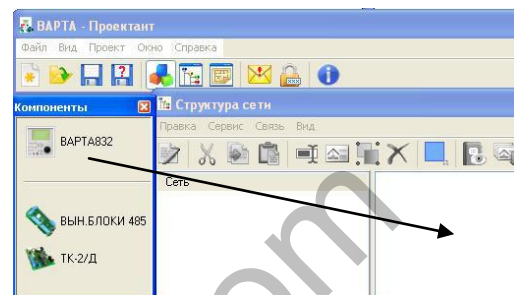 ВАРТА - Проектант
Файл Вид Проект Окно Справка
Компоненты
Структура сети
Правка Сервис Связь Вид
ВАРТА832
Сеть
ВЫН.БЛОКИ 485
ТК-2/Д
com